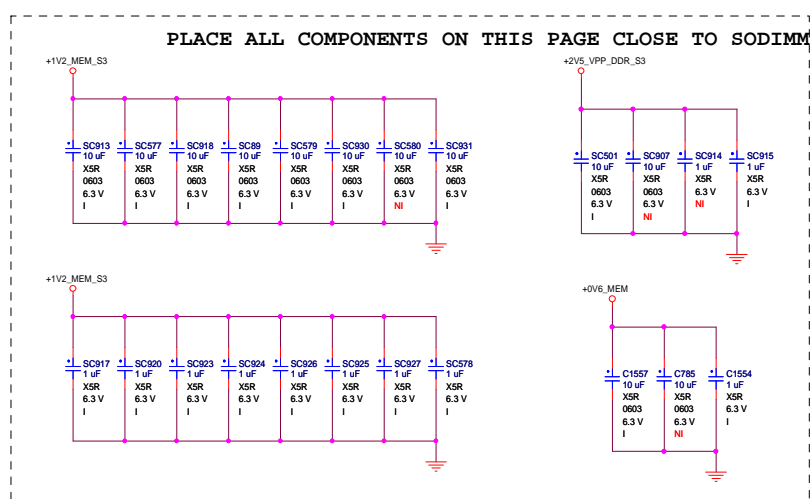 PLACE ALL COMPONENTS ON THIS PAGE CLOSE TO SODIMM
+1V2_MEM_S3
SC913
10 uF
X5R
0603
6.3 V
I
SC577
10 uF
X5R
0603
6.3 V
I
SC918
10 uF
X5R
0603
6.3 V
I
SC89
10 uF
X5R
0603
6.3 V
I
SC579
10 uF
X5R
0603
6.3 V
I
SC930
10 uF
X5R
0603
6.3 V
I
SC580
10 uF
X5R
0603
6.3 V
NI
SC931
10 uF
X5R
0603
6.3 V
I
+2V5_VPP_DDR_S3
SC501
10 uF
X5R
0603
6.3 V
I
SC907
10 uF
X5R
0603
6.3 V
NI
SC914
1 uF
X5R
6.3 V
NI
SC915
1 uF
X5R
6.3 V
I
+1V2_MEM_S3
SC917
1 uF
X5R
6.3 V
I
SC920
1 uF
X5R
6.3 V
I
SC923
1 uF
X5R
6.3 V
I
SC924
1 uF
X5R
6.3 V
I
SC926
1 uF
X5R
6.3 V
I
SC925
1 uF
X5R
6.3 V
I
SC927
1 uF
X5R
6.3 V
I
SC578
1 uF
X5R
6.3 V
I
+0V6_MEM
C1557
10 uF
X5R
0603
6.3 V
I
C785
10 uF
X5R
0603
6.3 V
NI
C1554
1 uF
X5R
6.3 V
I